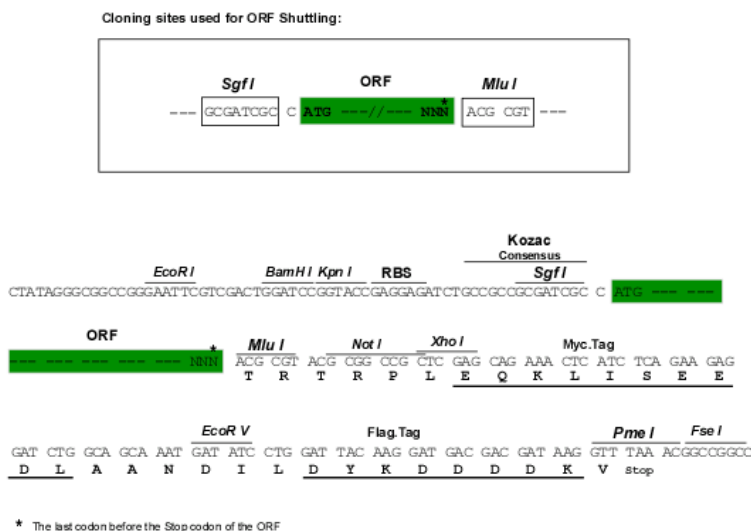 Cloning sites used for ORF Shuttling:
Sgf I ORF Mlu I
--- GCGATCGC C ATG ---//--- NNN* ACG CGT ---
Kozac
Consensus
EcoR I BamH I Kpn I RBS Sgf I
CTATAGGGCGGCCGGGAATTCGTCGACTGGATCCGGTACCGAGGAGATCTGCCGCCGCGATCGC C ATG --- ---
ORF Mlu I Not I Xho I Myc.Tag
--- --- --- --- --- --- NNN* ACG CGT ACG CGG CCG CTC GAG CAG AAA CTC ATC TCA GAA GAG
T R T R P L E Q K L I S E E
EcoR V Flag.Tag Pme I Fse I
GAT CTG GCA GCA AAT GAT ATC CTG GAT TAC AAG GAT GAC GAC GAT AAG GTT TAA ACGGCCGGCC
D L A A N D I L D Y K D D D D K V Stop
* The last codon before the Stop codon of the ORF